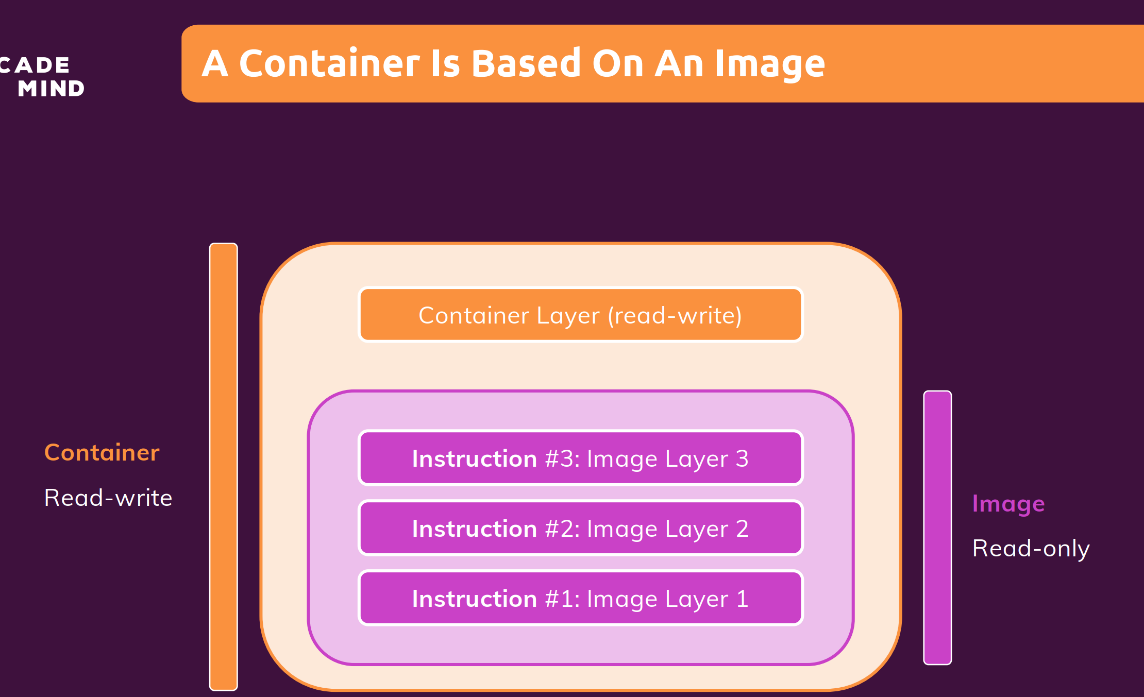 CADE
MIND
A Container Is Based On An Image
Container Layer (read-write)
Instruction #3: Image Layer 3
Instruction #2: Image Layer 2
Instruction #1: Image Layer 1
Container
Read-write
Image
Read-only